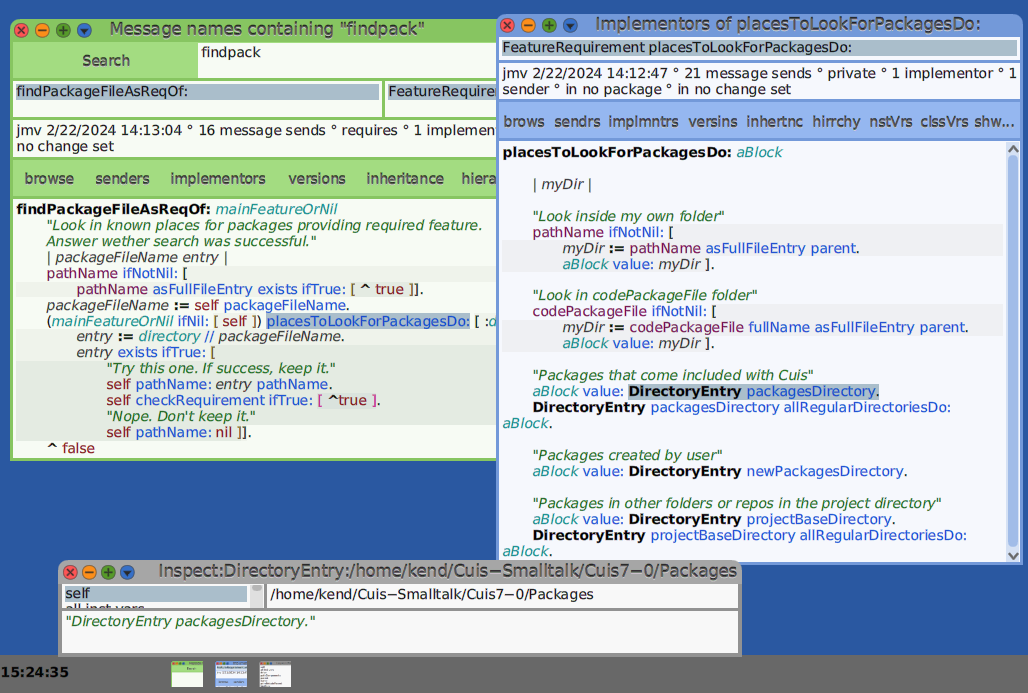 Message names containing "findpack"
Search
findpack
findPackageFileAsReqOf:
FeatureRequire
jmv 2/22/2024 14:13:04 ° 16 message sends ° requires ° 1 implemen
no change set
browse senders implementors versions inheritance hiera
findPackageFileAsReqOf: mainFeatureOrNil
"Look in known places for packages providing required feature.
Answer wether search was successful."
| packageFileName entry |
pathName ifNotNil: [
pathName asFullFileEntry exists ifTrue: [ ^ true ]].
packageFileName := self packageFileName.
(mainFeatureOrNil ifNil: [ self ]) placesToLookForPackagesDo: [ :d
entry := directory // packageFileName.
entry exists ifTrue: [
"Try this one. If success, keep it."
self pathName: entry pathName.
self checkRequirement ifTrue: [ ^true ].
"Nope. Don't keep it."
self pathName: nil ]].
^ false
Implementors of placesToLookForPackagesDo:
FeatureRequirement placesToLookForPackagesDo:
jmv 2/22/2024 14:12:47 ° 21 message sends ° private ° 1 implementor ° 1
sender ° in no package ° in no change set
brows sendrs implmntrs versins inhertnc hirrchy nstVrs clssVrs shw...
placesToLookForPackagesDo: aBlock
| myDir |
"Look inside my own folder"
pathName ifNotNil: [
myDir := pathName asFullFileEntry parent.
aBlock value: myDir ].
"Look in codePackageFile folder"
codePackageFile ifNotNil: [
myDir := codePackageFile fullName asFullFileEntry parent.
aBlock value: myDir ].
"Packages that come included with Cuis"
aBlock value: DirectoryEntry packagesDirectory.
DirectoryEntry packagesDirectory allRegularDirectoriesDo:
aBlock.
"Packages created by user"
aBlock value: DirectoryEntry newPackagesDirectory.
"Packages in other folders or repos in the project directory"
aBlock value: DirectoryEntry projectBaseDirectory.
DirectoryEntry projectBaseDirectory allRegularDirectoriesDo:
aBlock.
Inspect:DirectoryEntry:/home/kend/Cuis-Smalltalk/Cuis7-0/Packages
self
all inst vars
/home/kend/Cuis-Smalltalk/Cuis7-0/Packages
"DirectoryEntry packagesDirectory."
15:24:35